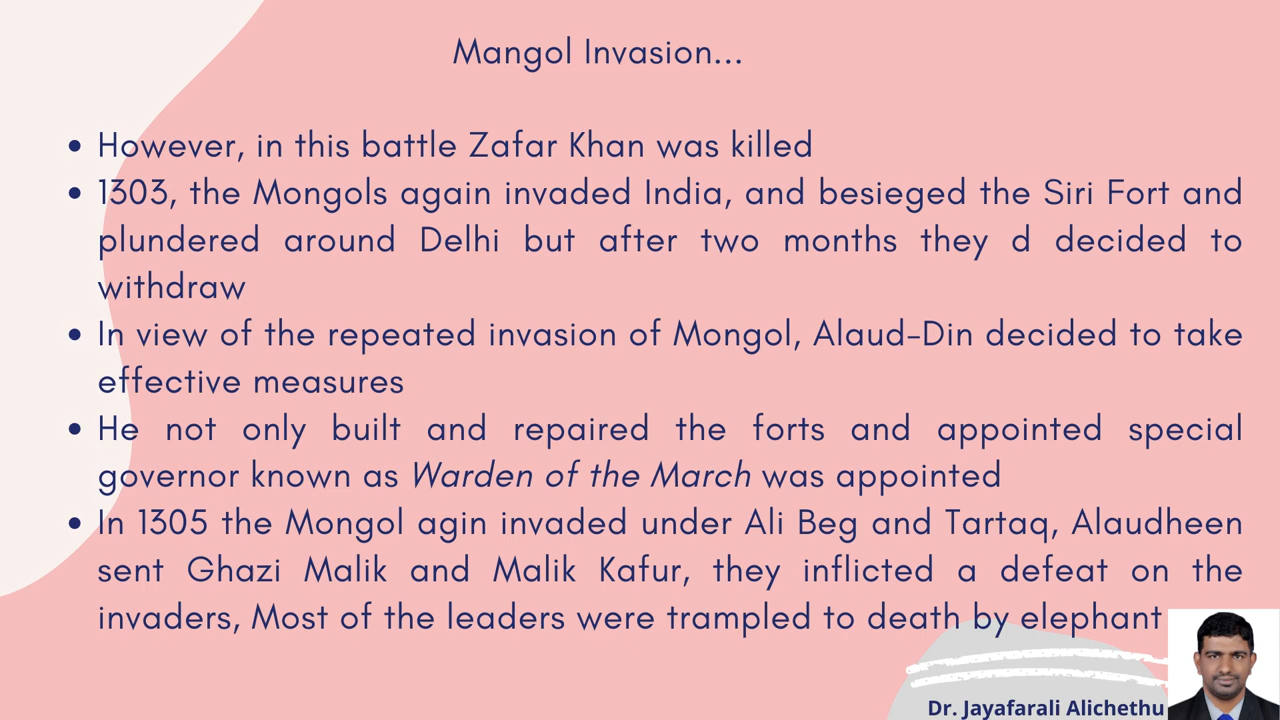 Mangol Invasion...
• However, in this battle Zafar Khan was killed
• 1303, the Mongols again invaded India, and besieged the Siri Fort and
plundered around Delhi but after two months they d decided to
withdraw
• In view of the repeated invasion of Mongol, Alaud-Din decided to take
effective measures
• He not only built and repaired the forts and appointed special
governor known as Warden of the March was appointed
• In 1305 the Mongol agin invaded under Ali Beg and Tartaq, Alaudheen
sent Ghazi Malik and Malik Kafur, they inflicted a defeat on the
invaders, Most of the leaders were trampled to death by elephant
Dr. Jayafarali Alichethu